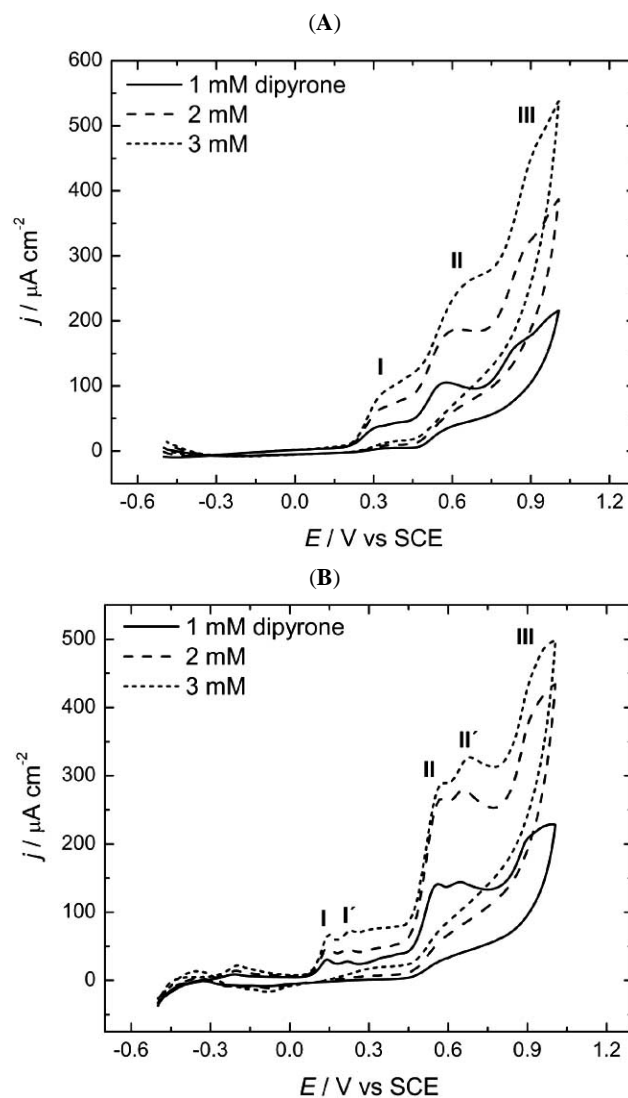 (A)
600
500
400
300
200
100
0
j / μA cm-2
1 mM dipyrone
2 mM
3 mM
I
II
III
-0.6
-0.3
0.0
0.3
0.6
0.9
1.2
E / V vs SCE
(B)
500
400
300
200
100
0
j / μA cm-2
1 mM dipyrone
2 mM
3 mM
I
I´
II
II´
III
-0.6
-0.3
0.0
0.3
0.6
0.9
1.2
E / V vs SCE